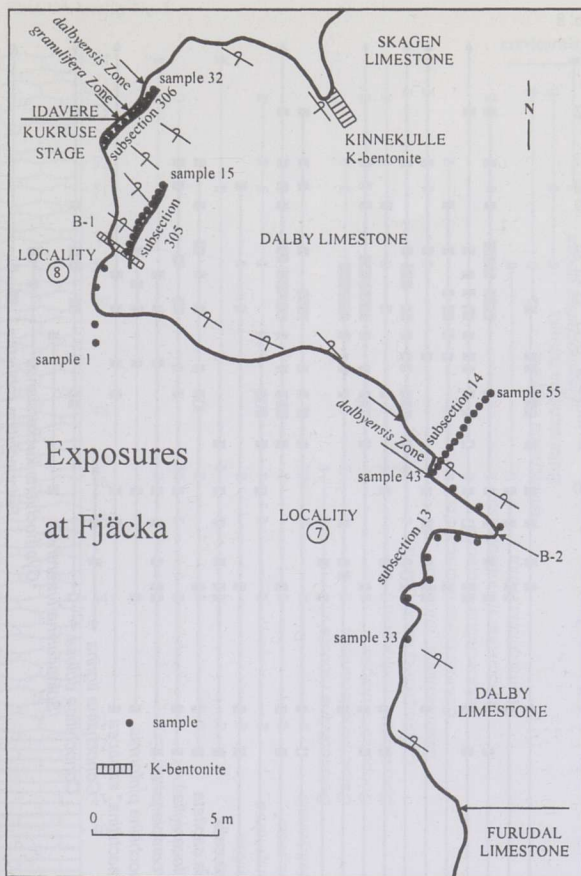 SKAGEN
LIMESTONE
dalbyensis Zone
granulifera Zone
sample 32
N
IDAVERE
KUKRUSE
STAGE
subsection 306
KINNEKULLE
K-bentonite
sample 15
B-1
subsection
305
DALBY LIMESTONE
LOCALITY
8
sample 1
subsection 14
sample 55
dalbyensis Zone
Exposures
at Fjäcka
sample 43
LOCALITY
7
subsection 13
B-2
sample 33
DALBY
LIMESTONE
sample
K-bentonite
0 5 m
FURUDAL
LIMESTONE